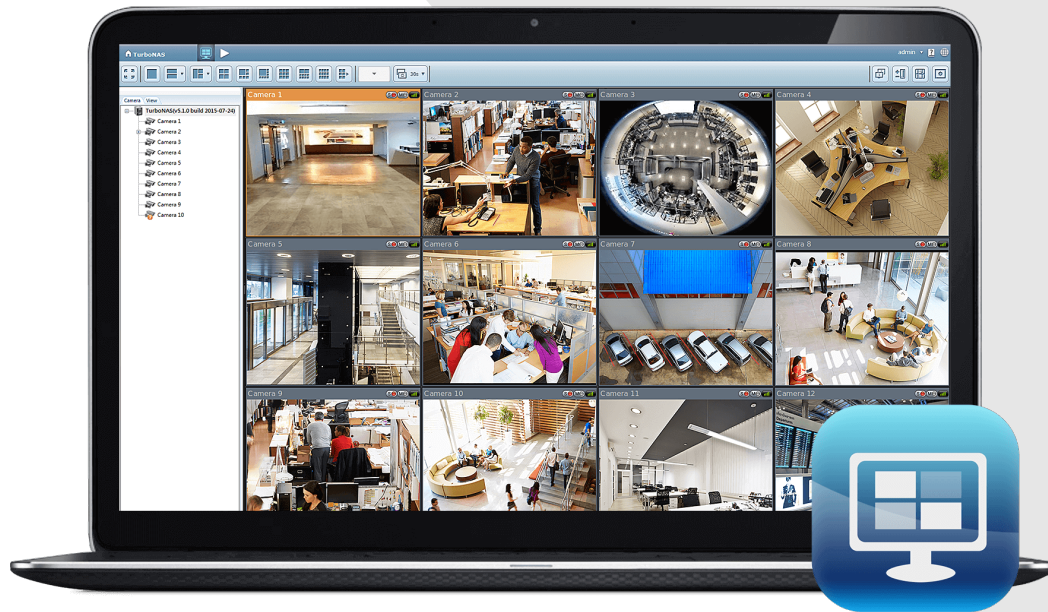 TurboNAS
admin
?
30s
Camera View
TurboNAS(v5.1.0 build 2015-07-24)
Camera 1
Camera 2
Camera 3
Camera 4
Camera 5
Camera 6
Camera 7
Camera 8
Camera 9
Camera 10
Camera 1
Camera 2
Camera 3
Camera 4
Camera 5
Camera 6
Camera 7
Camera 8
Camera 9
Camera 10
Camera 11
Camera 12